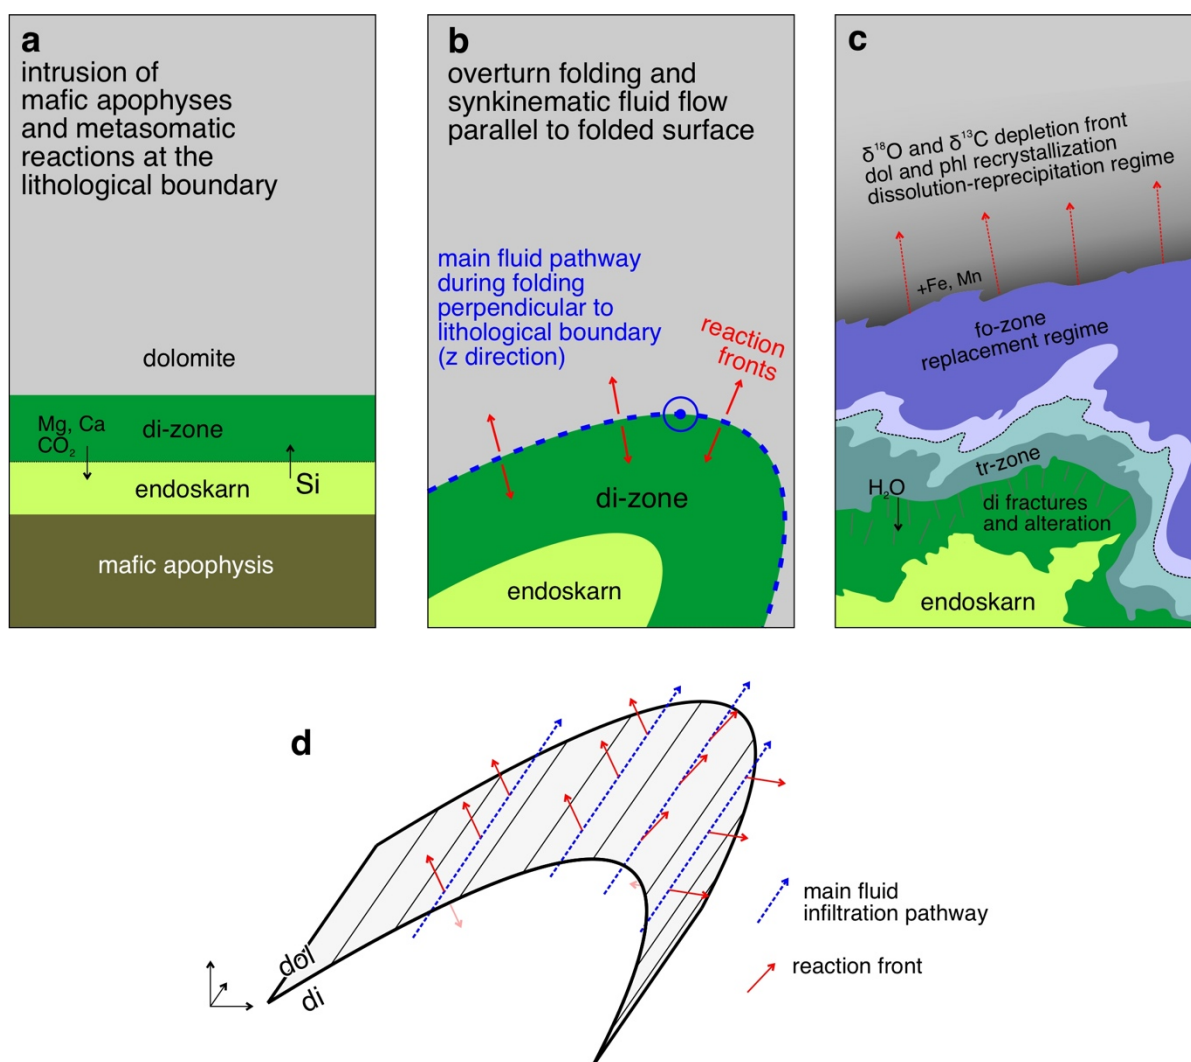 a
intrusion of
mafic apophyses
and metasomatic
reactions at the
lithological boundary
dolomite
Mg, Ca
CO₂
di-zone
endoskarn
Si
mafic apophysis
b
overturn folding and
synkinematic fluid flow
parallel to folded surface
main fluid pathway
during folding
perpendicular to
lithological boundary
(z direction)
reaction
fronts
di-zone
endoskarn
c
δ¹⁸O and δ¹³C depletion front
dol and phl recrystallization
dissolution-reprecipitation regime
+Fe, Mn
fo-zone
replacement regime
tr-zone
H₂O
di fractures
and alteration
endoskarn
d
dol
di
main fluid
infiltration pathway
reaction front